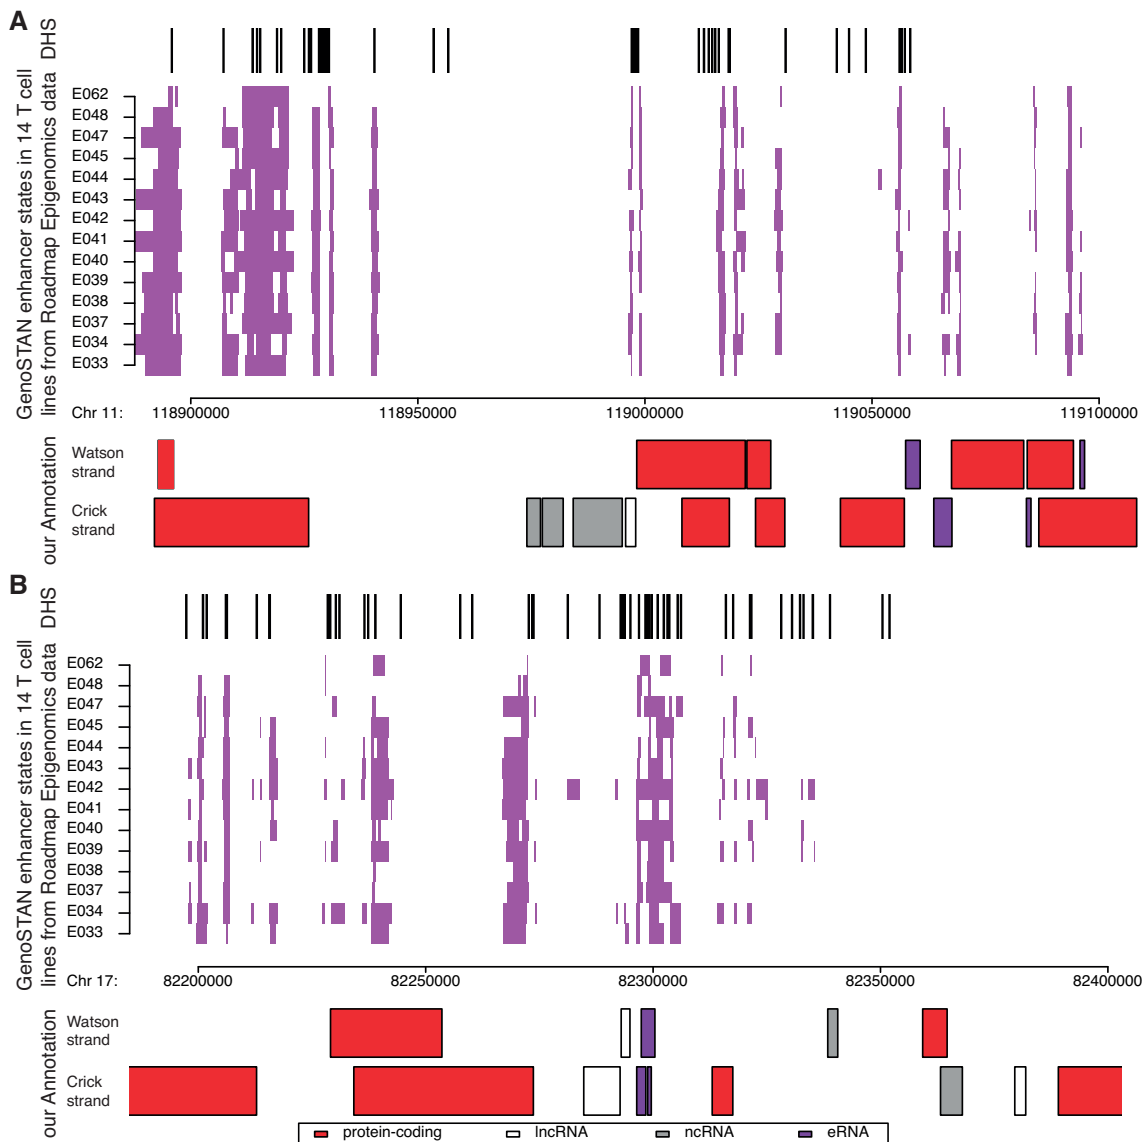 A
DHS
GenoSTAN enhancer states in 14 T cell
lines from Roadmap Epigenomics data
E062
E048
E047
E045
E044
E043
E042
E041
E040
E039
E038
E037
E034
E033
Chr 11:
118900000
118950000
119000000
119050000
119100000
our Annotation
Watson
strand
Crick
strand
B
DHS
GenoSTAN enhancer states in 14 T cell
lines from Roadmap Epigenomics data
E062
E048
E047
E045
E044
E043
E042
E041
E040
E039
E038
E037
E034
E033
Chr 17:
82200000
82250000
82300000
82350000
82400000
our Annotation
Watson
strand
Crick
strand
protein-coding
lncRNA
ncRNA
eRNA